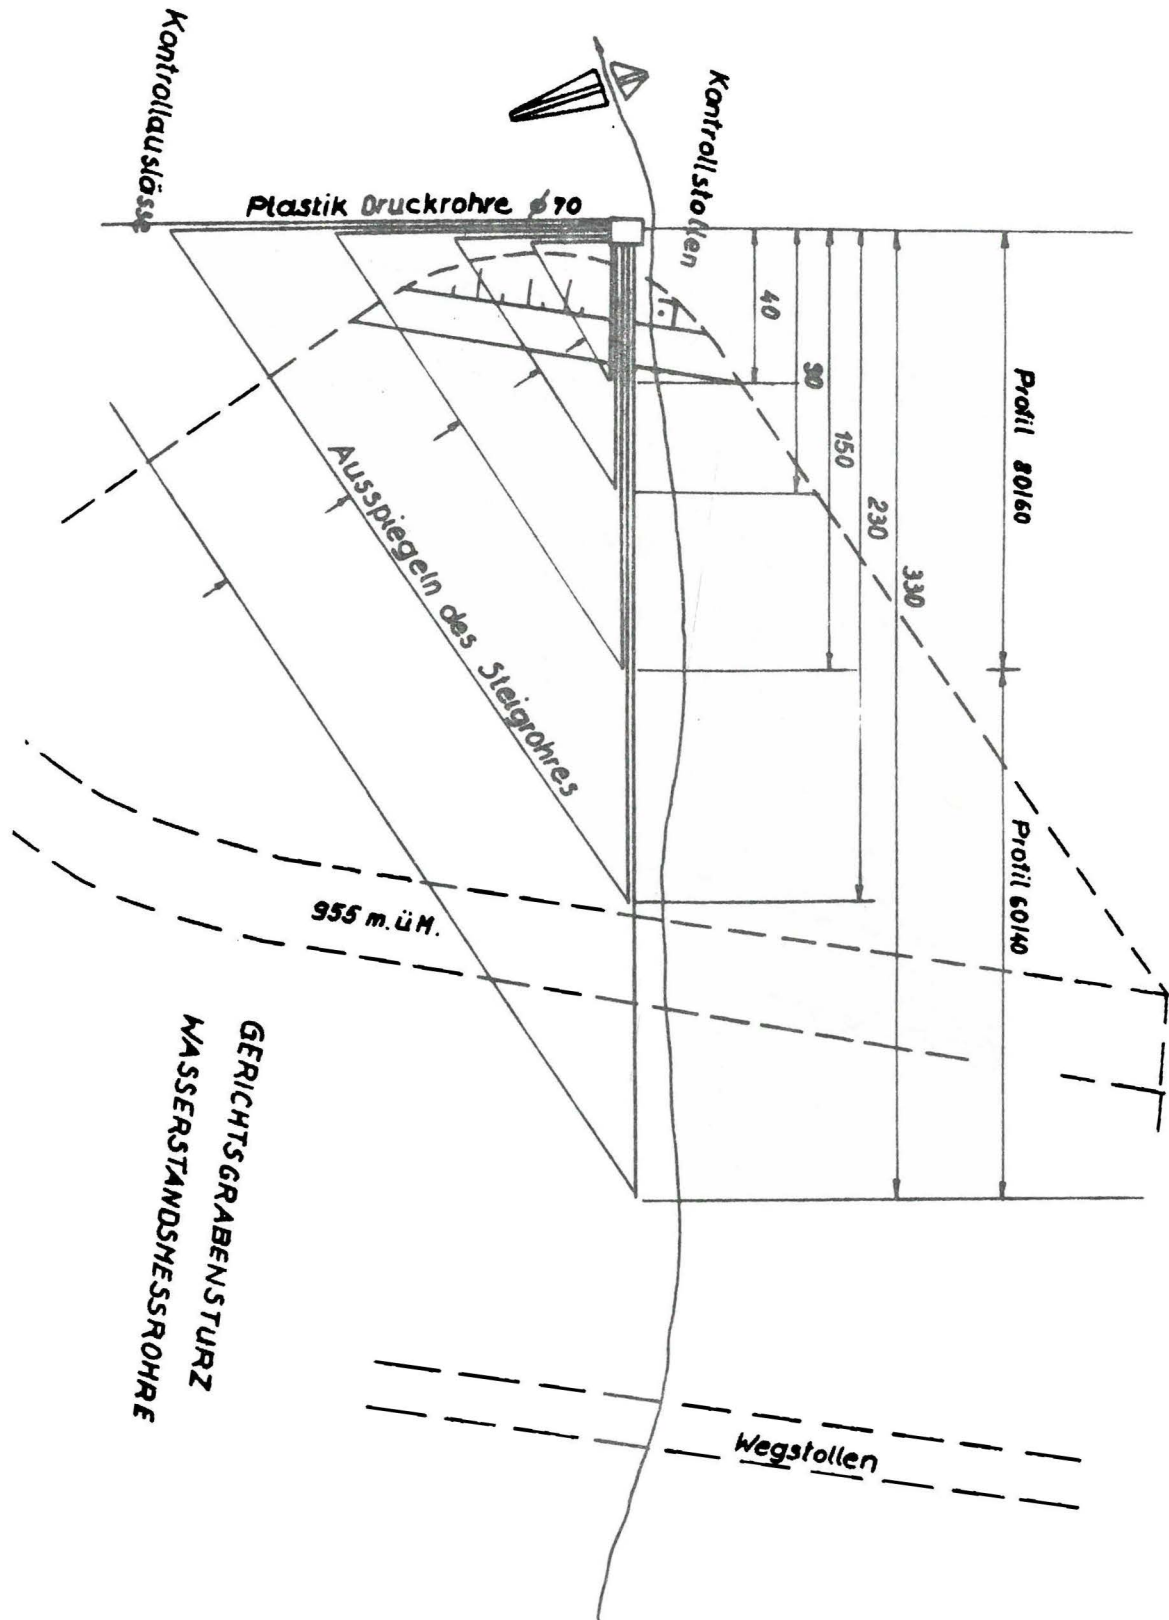 Kontrollauslässe
Kontrollstollen
Plastik Druckrohre ⌀ 70
40
90
150
230
330
Profil 80/60
Profil 60/40
Ausspiegeln des Steigrohres
955 m.ü.M.
GERICHTSGRABENSTURZ
WASSERSTANDSMESSROHRE
Wegstollen